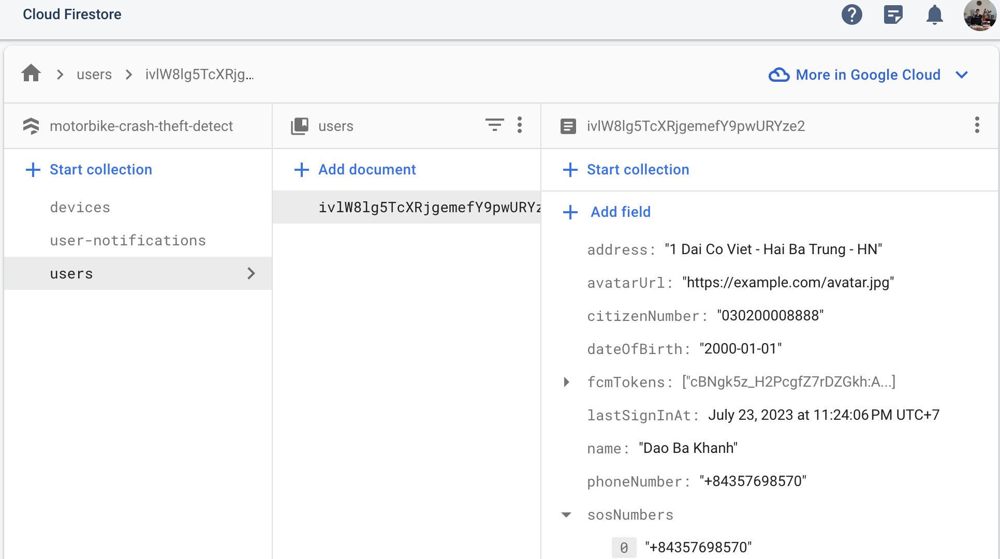 Cloud Firestore
users
ivlW8lg5TcXRjg...
More in Google Cloud
motorbike-crash-theft-detect
users
ivlW8lg5TcXRjgemefY9pwURYze2
Start collection
Add document
Start collection
devices
user-notifications
users
ivlW8lg5TcXRjgemefY9pwURYz
Add field
address: "1 Dai Co Viet - Hai Ba Trung - HN"
avatarUrl: "https://example.com/avatar.jpg"
citizenNumber: "030200008888"
dateOfBirth: "2000-01-01"
fcmTokens: ["cBNgk5z_H2PcgfZ7rDZGkh:A...]
lastSignInAt: July 23, 2023 at 11:24:06 PM UTC+7
name: "Dao Ba Khanh"
phoneNumber: "+84357698570"
sosNumbers
0 "+84357698570"